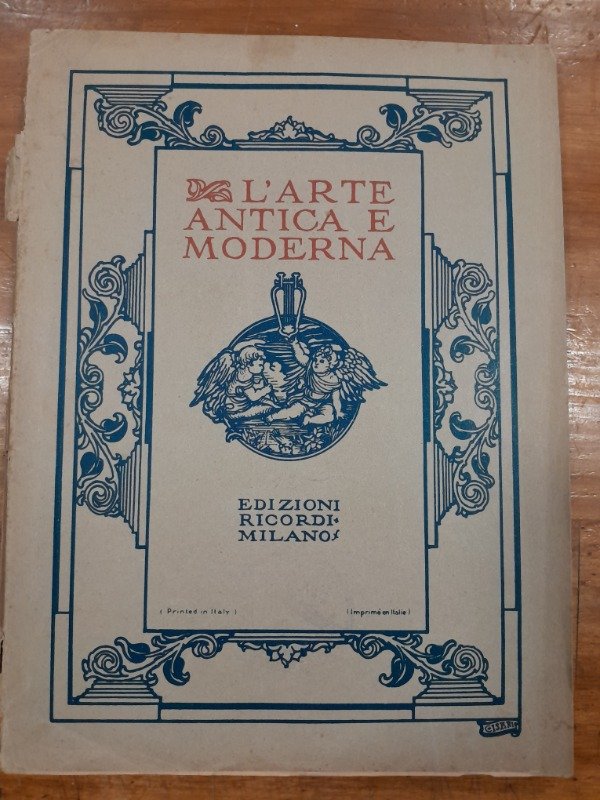 L'ARTE
ANTICA E
MODERNA
EDIZIONI
RICORDI·
MILANO
( Printed in Italy )
( Imprimé en Italie )